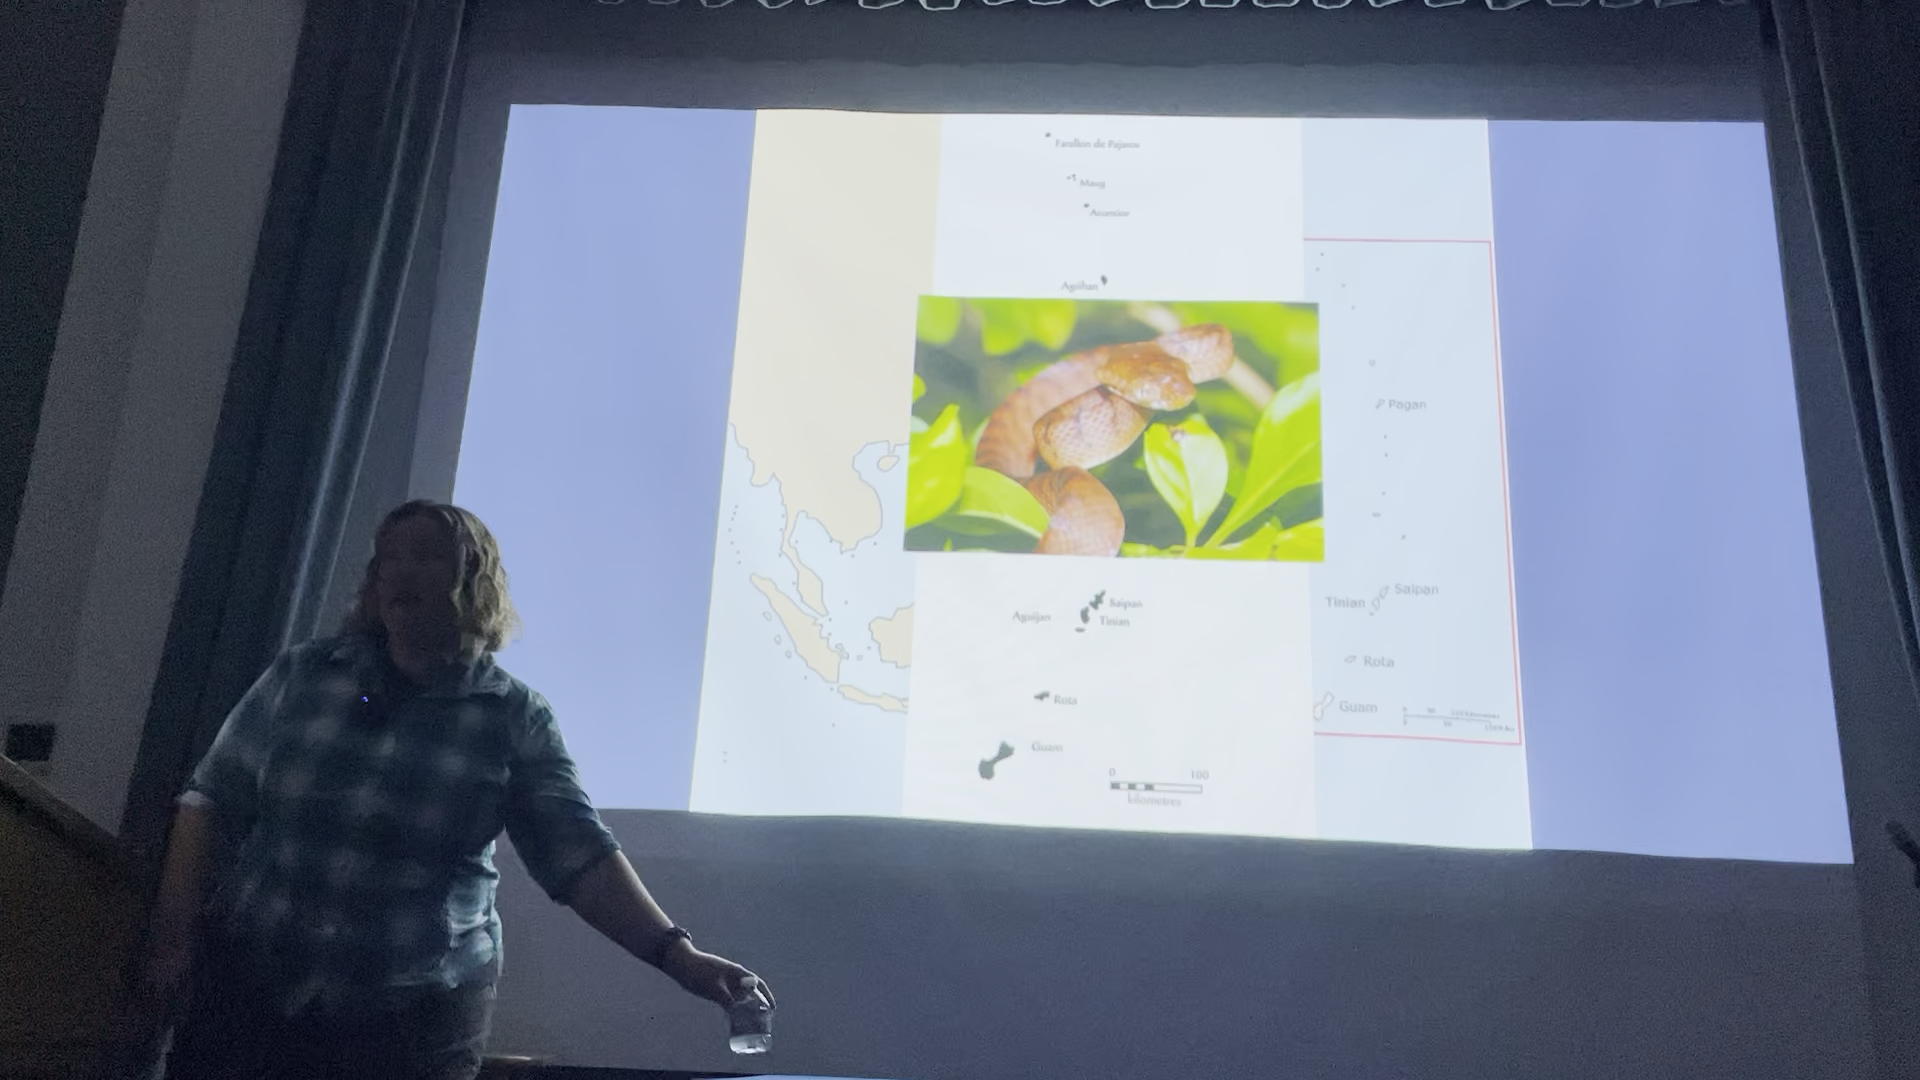 Farallon de Pajaros
Maug
Asuncion
Agrihan
Pagan
Saipan
Tinian
Aguijan
Saipan
Tinian
Rota
Rota
Guam
Guam
0 100
kilometres